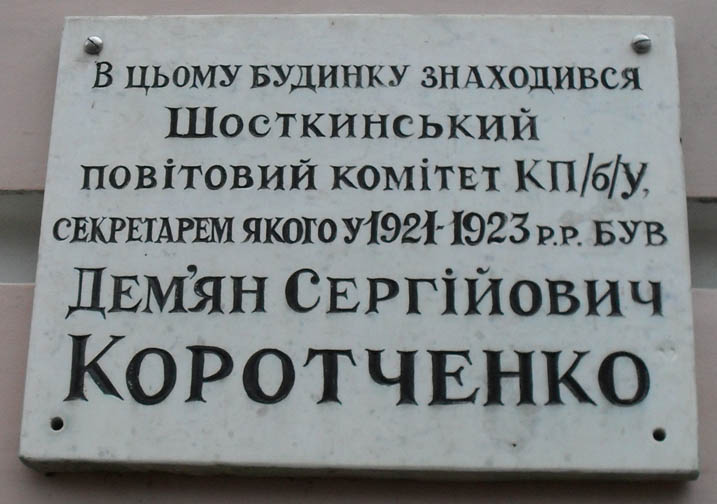 В цьому будинку знаходився
Шосткинський
повітовий комітет КП/б/У,
секретарем якого у 1921-1923 р.р. був
Дем'ян Сергійович
Коротченко